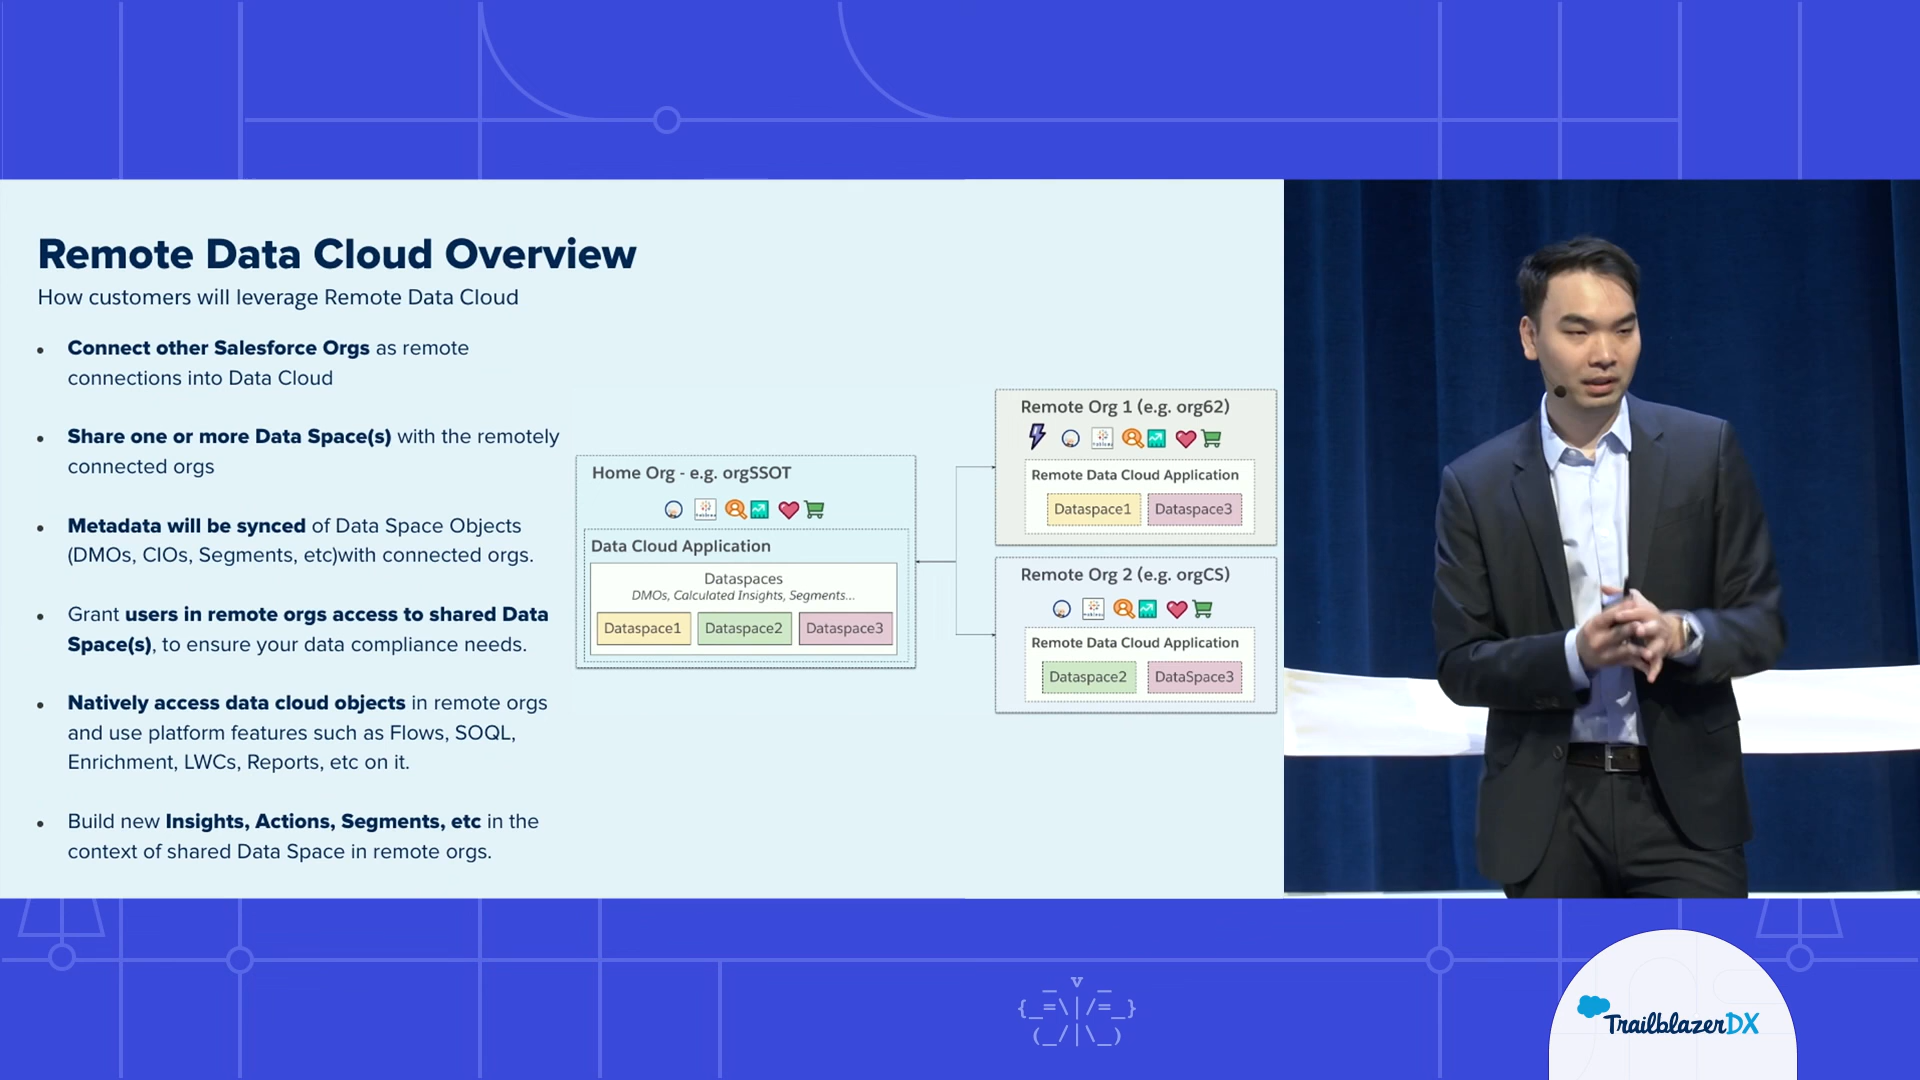 Remote Data Cloud Overview
How customers will leverage Remote Data Cloud
• Connect other Salesforce Orgs as remote
connections into Data Cloud
• Share one or more Data Space(s) with the remotely
connected orgs
• Metadata will be synced of Data Space Objects
(DMOs, CIOs, Segments, etc)with connected orgs.
• Grant users in remote orgs access to shared Data
Space(s), to ensure your data compliance needs.
• Natively access data cloud objects in remote orgs
and use platform features such as Flows, SOQL,
Enrichment, LWCs, Reports, etc on it.
• Build new Insights, Actions, Segments, etc in the
context of shared Data Space in remote orgs.
Home Org - e.g. orgSSOT
Data Cloud Application
Dataspaces
DMOs, Calculated Insights, Segments...
Dataspace1 Dataspace2 Dataspace3
Remote Org 1 (e.g. org62)
Remote Data Cloud Application
Dataspace1 Dataspace3
Remote Org 2 (e.g. orgCS)
Remote Data Cloud Application
Dataspace2 DataSpace3
TrailblazerDX